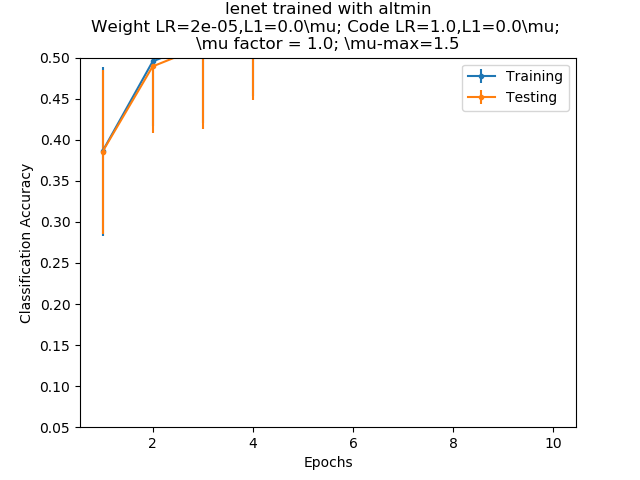 lenet trained with altmin
Weight LR=2e-05,L1=0.0\mu; Code LR=1.0,L1=0.0\mu;
\mu factor = 1.0; \mu-max=1.5
Training
Testing
Classification Accuracy
0.50
0.45
0.40
0.35
0.30
0.25
0.20
0.15
0.10
0.05
2
4
6
8
10
Epochs